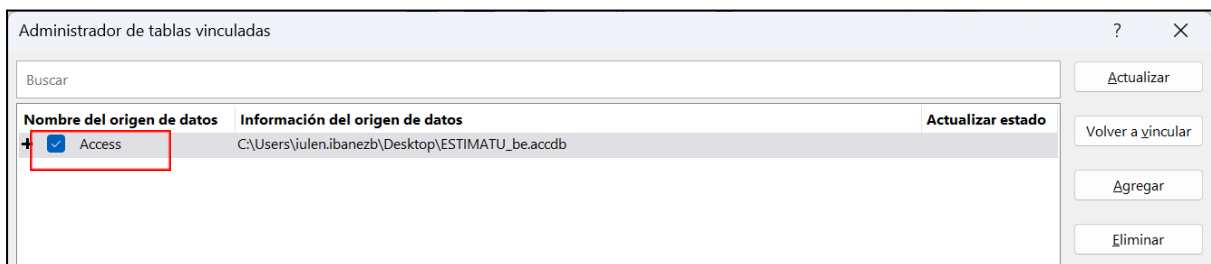 Administrador de tablas vinculadas ? X
Buscar
Actualizar
Nombre del origen de datos Información del origen de datos Actualizar estado
Access C:\Users\iulen.ibanezb\Desktop\ESTIMATU_be.accdb
Volver a vincular
Agregar
Eliminar